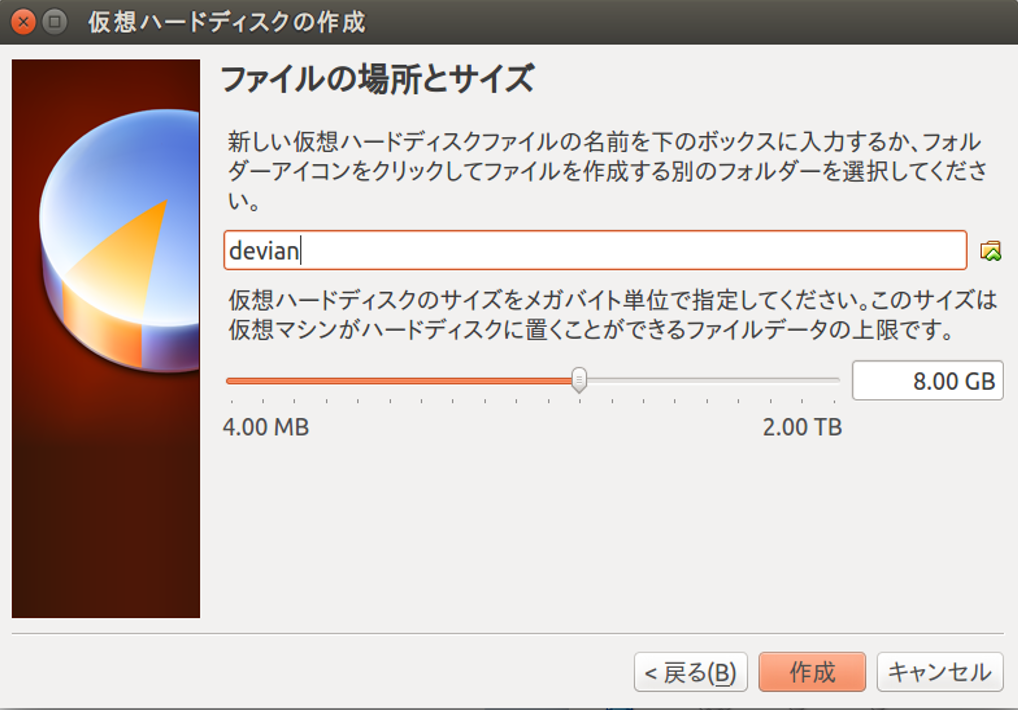 仮想ハードディスクの作成
ファイルの場所とサイズ
新しい仮想ハードディスクファイルの名前を下のボックスに入力するか、フォル
ダーアイコンをクリックしてファイルを作成する別のフォルダーを選択してくださ
い。
devian
仮想ハードディスクのサイズをメガバイト単位で指定してください。このサイズは
仮想マシンがハードディスクに置くことができるファイルデータの上限です。
8.00 GB
4.00 MB 2.00 TB
< 戻る(B) 作成 キャンセル